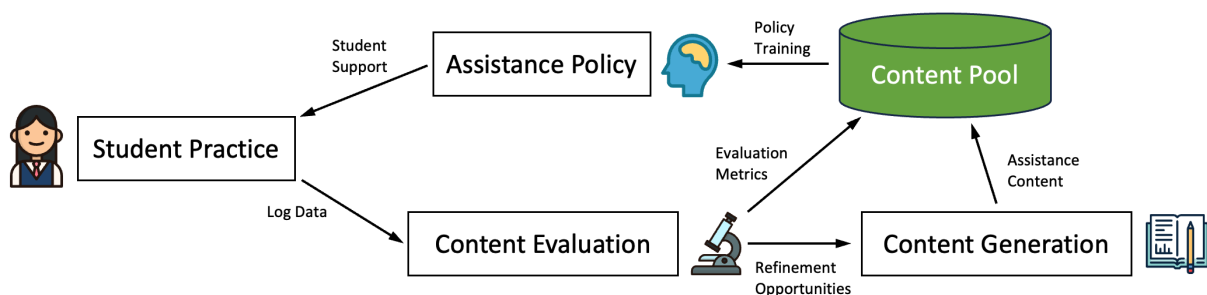 Policy
Training
Student
Support
Assistance Policy
Content Pool
Student Practice
Evaluation
Metrics
Assistance
Content
Log Data
Content Evaluation
Content Generation
Refinement
Opportunities